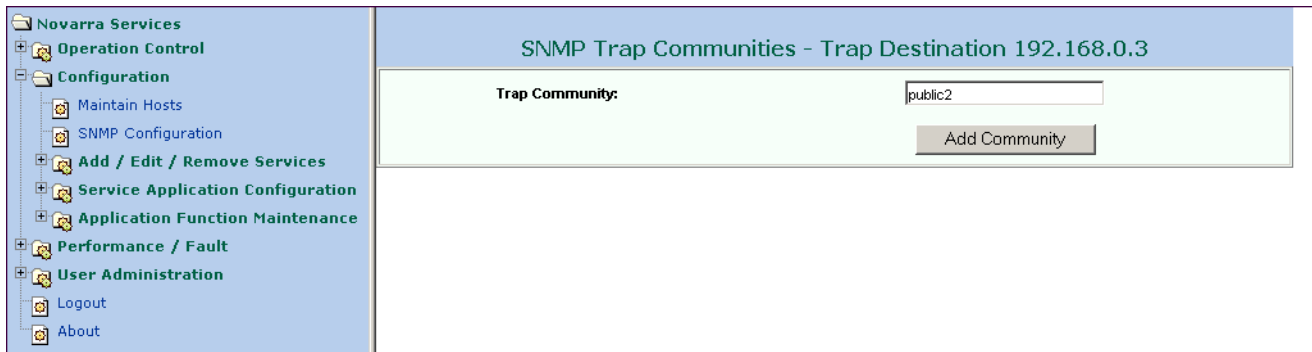 Novarra Services
Operation Control
Configuration
Maintain Hosts
SNMP Configuration
Add / Edit / Remove Services
Service Application Configuration
Application Function Maintenance
Performance / Fault
User Administration
Logout
About
SNMP Trap Communities - Trap Destination 192.168.0.3
Trap Community: public2
Add Community